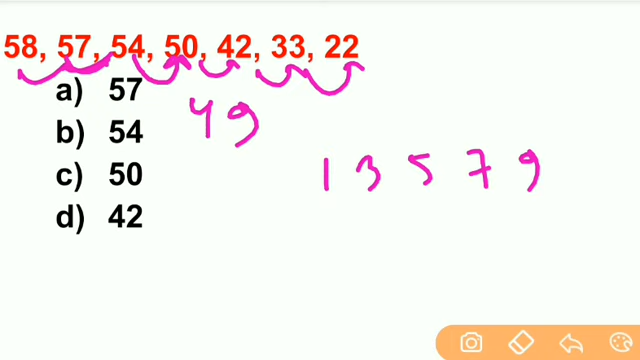 58, 57, 54, 50, 42, 33, 22
a) 57
49
b) 54
c) 50
1 3 5 7 9
d) 42